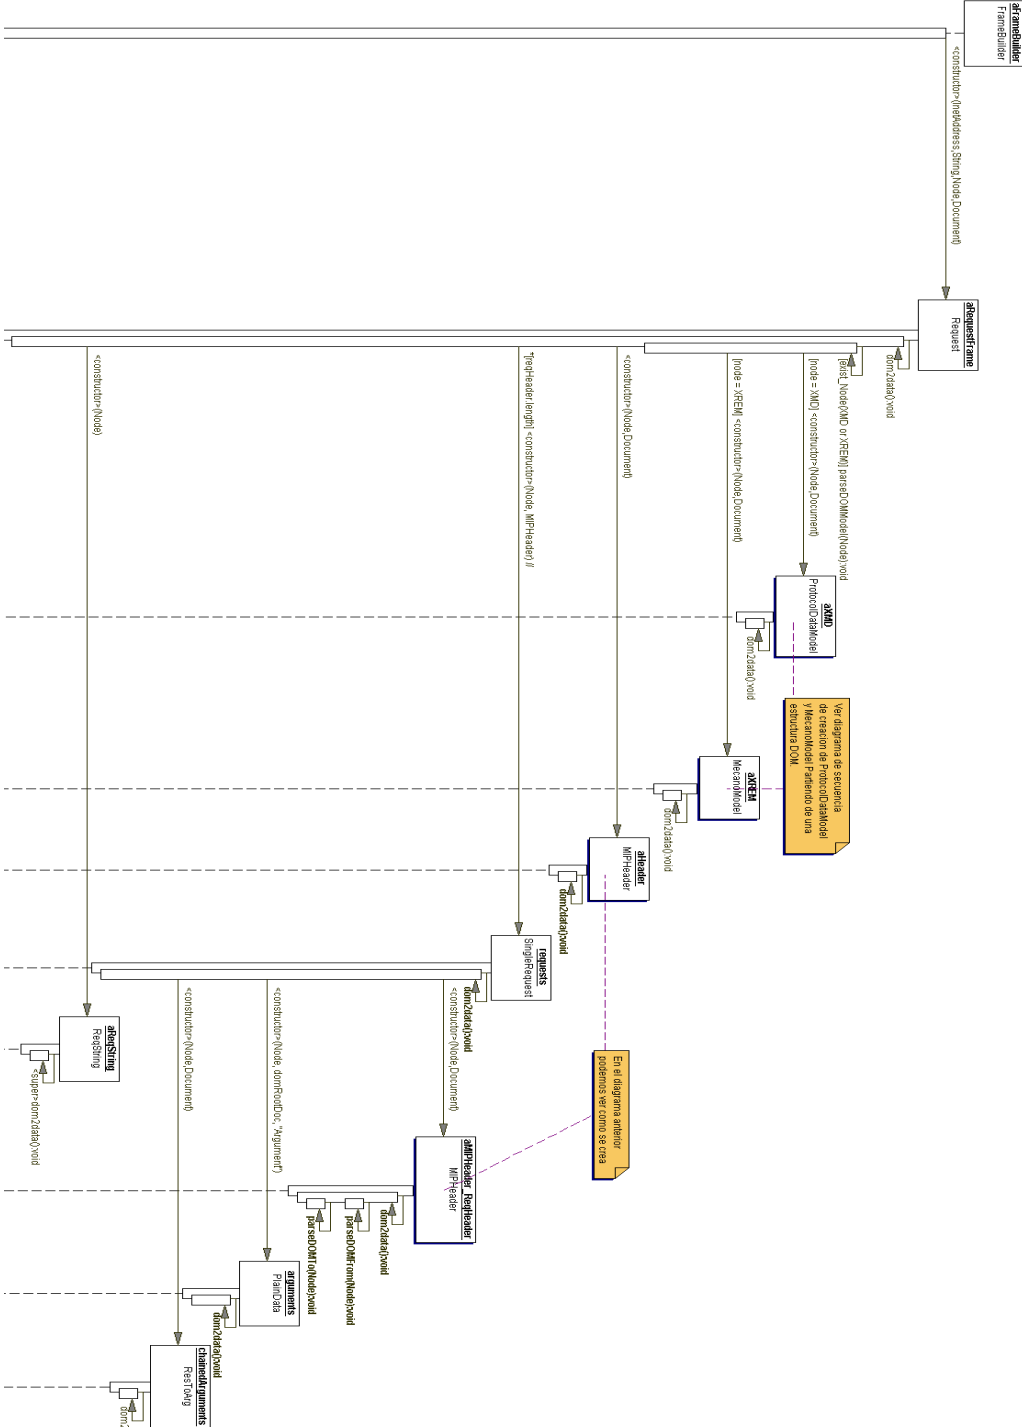 aFrameBuilder
FrameBuilder
<constructor>(InetAddress,String,Node,Document)
aRequestFrame
Request
dom2data():void
[exist_Node(XMD or XREM)] parseDOMModel(Node):void
[node = XMD] <constructor>(Node,Document)
[node = XREM] <constructor>(Node,Document)
<constructor>(Node,Document)
*[reqHeader.length] <constructor>(Node, MIPHeader) //
<constructor>(Node)
aXMD
ProtocolDataModel
dom2data():void
Ver diagrama de secuencia
de creacion de ProtocolDataModel
y MecanoModel Partiendo de una
estructura DOM.
aXREM
MecanoModel
dom2data():void
aHeader
MIPHeader
dom2data():void
requests
SingleRequest
dom2data():void
<constructor>(Node,Document)
<constructor>(Node, domRootDoc, "Argument")
<constructor>(Node,Document)
aReqString
ReqString
<super>dom2data():void
En el diagrama anterior
podemos ver como se crea
aMIPHeader_ReqHeader
MIPHeader
dom2data():void
parseDOMFrom(Node):void
parseDOMTo(Node):void
arguments
PlainData
dom2data():void
chainedArguments
ResToArg